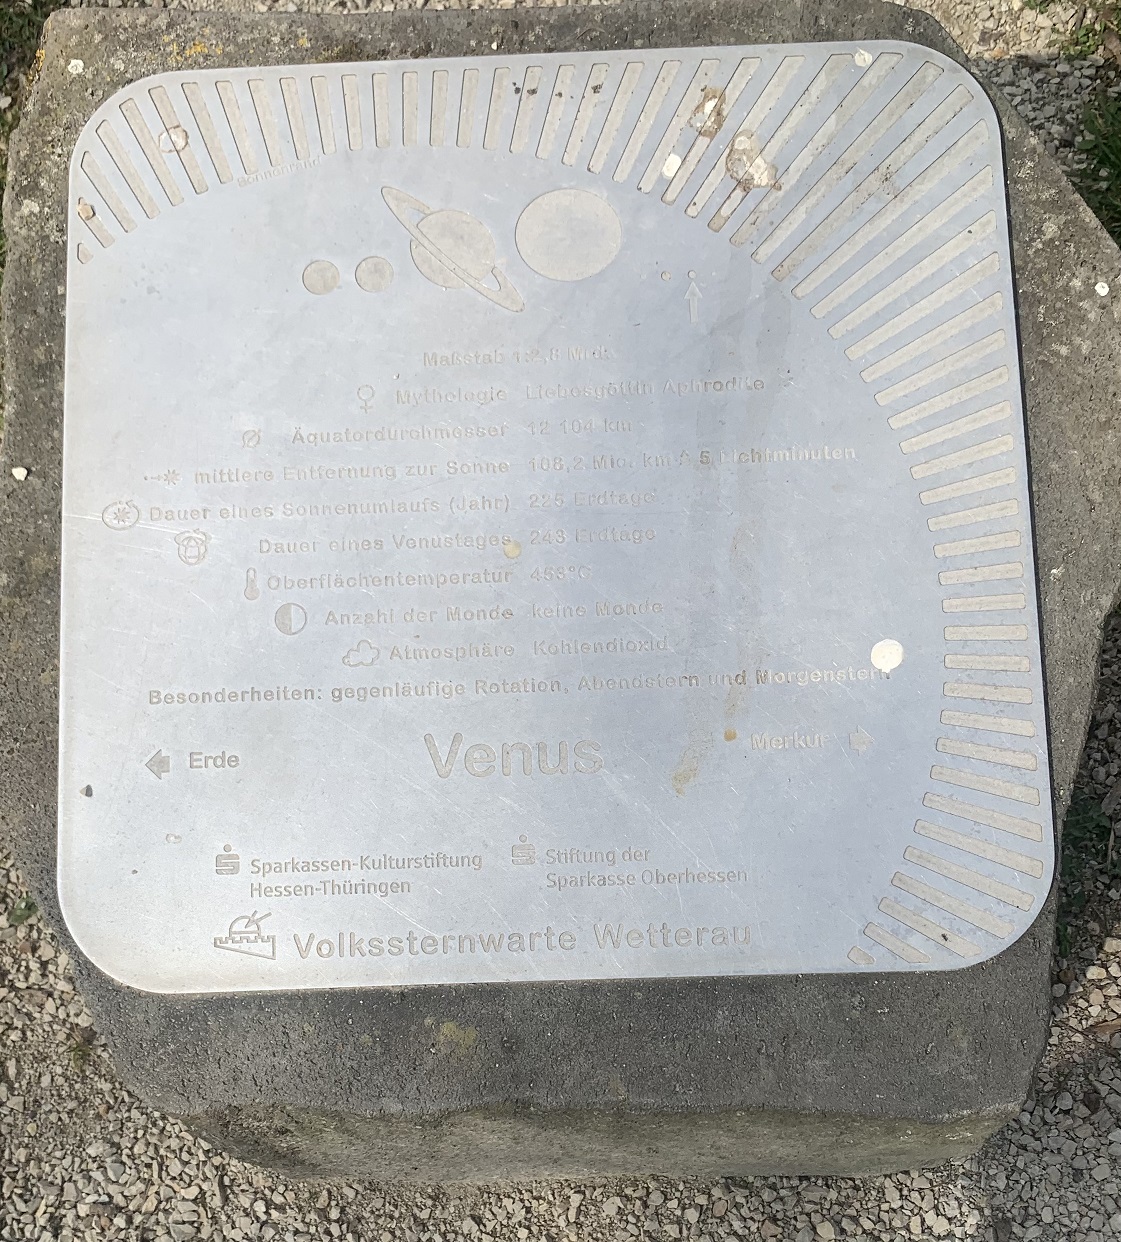 Sonnenrand
Maßstab 1:2,8 Mrd.
Mythologie Liebesgöttin Aphrodite
Äquatordurchmesser 12 104 km
mittlere Entfernung zur Sonne 108,2 Mio. km ≙ 5 Lichtminuten
Dauer eines Sonnenumlaufs (Jahr) 225 Erdtage
Dauer eines Venustages 243 Erdtage
Oberflächentemperatur 458°C
Anzahl der Monde keine Monde
Atmosphäre Kohlendioxid
Besonderheiten: gegenläufige Rotation, Abendstern und Morgenstern
Erde Venus Merkur
Sparkassen-Kulturstiftung
Hessen-Thüringen
Stiftung der
Sparkasse Oberhessen
Volkssternwarte Wetterau